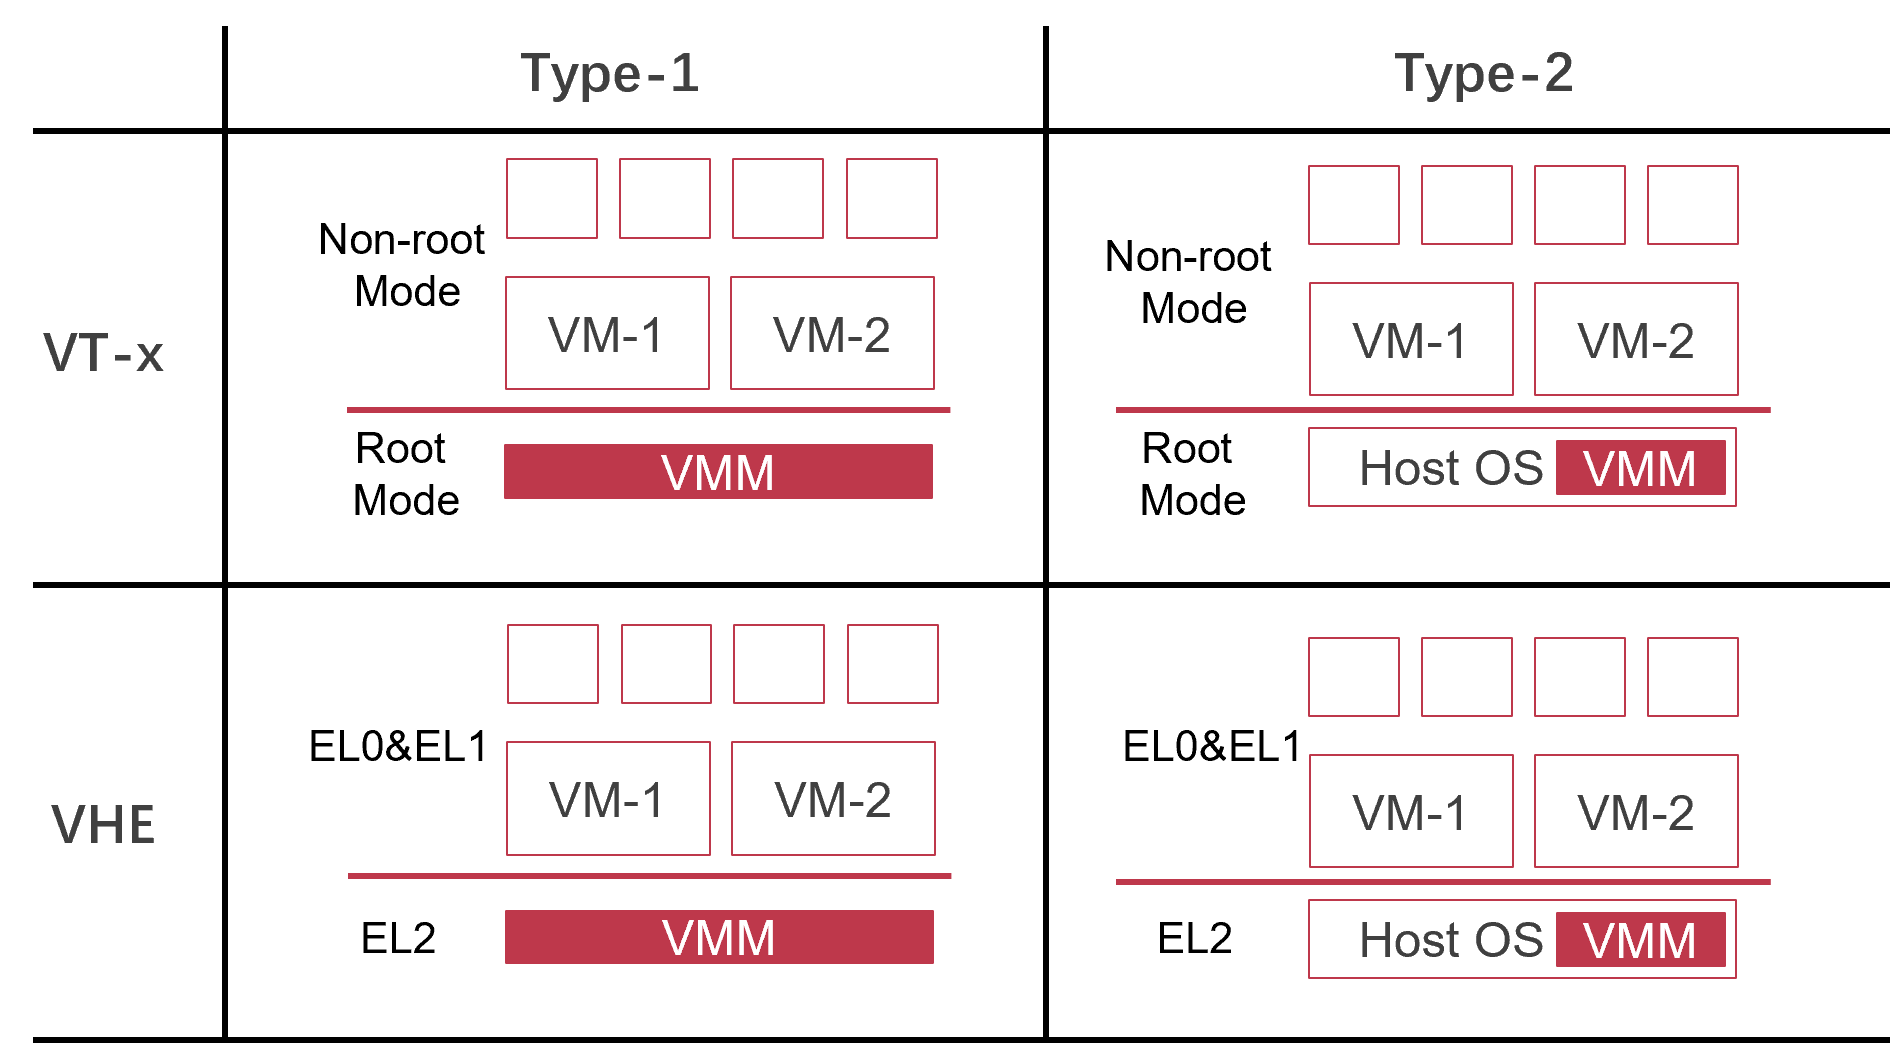 Type-1
Type-2
VT-x
Non-root
Mode
VM-1
VM-2
Root
Mode
VMM
Non-root
Mode
VM-1
VM-2
Root
Mode
Host OS
VMM
VHE
EL0&EL1
VM-1
VM-2
EL2
VMM
EL0&EL1
VM-1
VM-2
EL2
Host OS
VMM